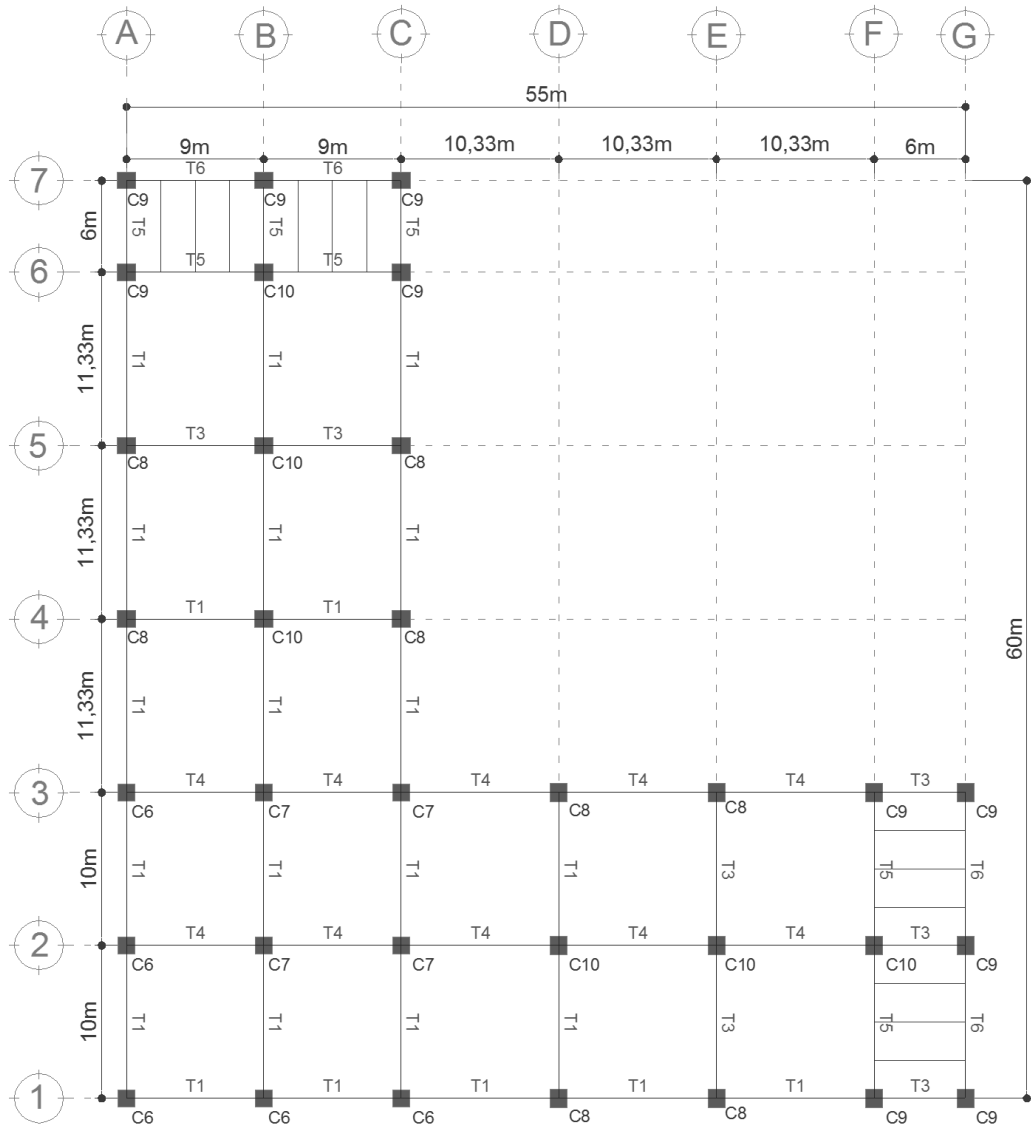 A B C D E F G
55m
9m 9m 10,33m 10,33m 10,33m 6m
T6 T6
7
C9 C9 C9
6m T5 T5 T5
T5 T5
6
C9 C10 C9
11,33m T1 T1 T1
T3 T3
5
C8 C10 C8
11,33m T1 T1 T1
T1 T1
4
C8 C10 C8
60m
11,33m T1 T1 T1
T4 T4 T4 T4 T4 T3
3
C6 C7 C7 C8 C8 C9 C9
10m T1 T1 T1 T1 T3 T5 T6
T4 T4 T4 T4 T4 T3
2
C6 C7 C7 C10 C10 C10 C9
10m T1 T1 T1 T1 T3 T5 T6
T1 T1 T1 T1 T1 T3
1
C6 C6 C6 C8 C8 C9 C9